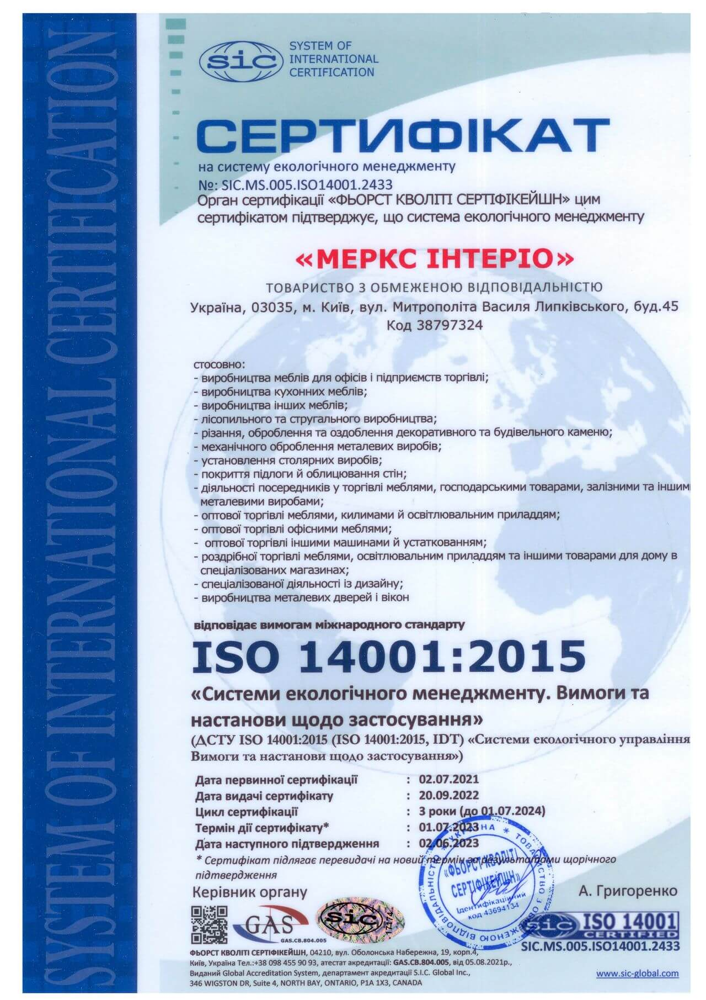 SYSTEM OF INTERNATIONAL CERTIFICATION
sic
SYSTEM OF
INTERNATIONAL
CERTIFICATION
СЕРТИФІКАТ
на систему екологічного менеджменту
№: SIC.MS.005.ISO14001.2433
Орган сертифікації «ФЬОРСТ КВОЛІТІ СЕРТІФІКЕЙШН» цим
сертифікатом підтверджує, що система екологічного менеджменту
«МЕРКС ІНТЕРІО»
ТОВАРИСТВО З ОБМЕЖЕНОЮ ВІДПОВІДАЛЬНІСТЮ
Україна, 03035, м. Київ, вул. Митрополіта Василя Липківського, буд.45
Код 38797324
стосовно:
- виробництва меблів для офісів і підприємств торгівлі;
- виробництва кухонних меблів;
- виробництва інших меблів;
- лісопильного та стругального виробництва;
- різання, оброблення та оздоблення декоративного та будівельного каменю;
- механічного оброблення металевих виробів;
- установлення столярних виробів;
- покриття підлоги й облицювання стін;
- діяльності посередників у торгівлі меблями, господарськими товарами, залізними та іншими
металевими виробами;
- оптової торгівлі меблями, килимами й освітлювальним приладдям;
- оптової торгівлі офісними меблями;
- оптової торгівлі іншими машинами й устаткованням;
- роздрібної торгівлі меблями, освітлювальним приладдям та іншими товарами для дому в
спеціалізованих магазинах;
- спеціалізованої діяльності із дизайну;
- виробництва металевих дверей і вікон
відповідає вимогам міжнародного стандарту
ISO 14001:2015
«Системи екологічного менеджменту. Вимоги та
настанови щодо застосування»
(ДСТУ ISO 14001:2015 (ISO 14001:2015, IDT) «Системи екологічного управління
Вимоги та настанови щодо застосування»)
Дата первинної сертифікації : 02.07.2021
Дата видачі сертифікату : 20.09.2022
Цикл сертифікації : 3 роки (до 01.07.2024)
Термін дії сертифікату* : 01.07.2023
Дата наступного підтвердження : 02.06.2023
* Сертифікат підлягає перевидачі на новий термін за результатами щорічного
підтвердження
Керівник органу
А. Григоренко
* УКРАЇНА * ТОВАРИСТВО З ОБМЕЖЕНОЮ ВІДПОВІДАЛЬНІСТЮ
«ФЬОРСТ КВОЛІТІ
СЕРТІФІКЕЙШН»
Ідентифікаційний
код 43694134
GAS
GAS.CB.804.005
sic
17174
sic ISO 14001
CERTIFIED
SIC.MS.005.ISO14001.2433
ФЬОРСТ КВОЛІТІ СЕРТІФІКЕЙШН, 04210, вул. Оболонська Набережна, 19, корп.4,
Київ, Україна Тел.:+38 098 455 90 93, атестат акредитації: GAS.CB.804.005, від 05.08.2021р.,
Виданий Global Accreditation System, департамент акредитації S.I.C. Global Inc.,
346 WIGSTON DR, Suite 4, NORTH BAY, ONTARIO, P1A 1X3, CANADA
www.sic-global.com